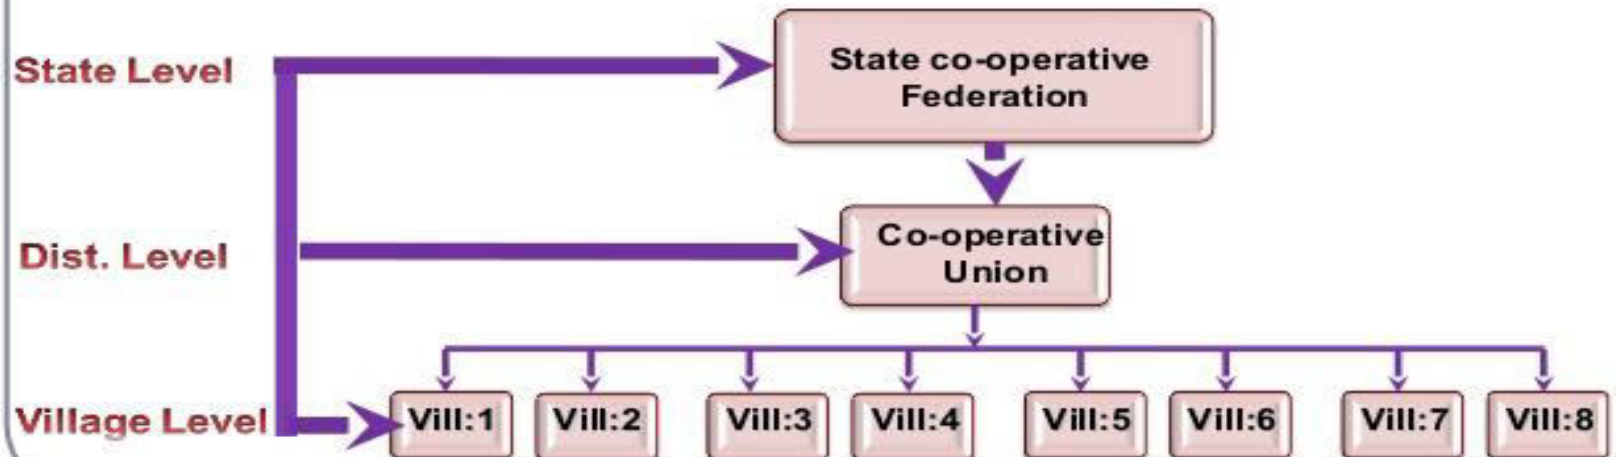 State Level
State co-operative
Federation
Dist. Level
Co-operative
Union
Village Level
Vill:1
Vill:2
Vill:3
Vill:4
Vill:5
Vill:6
Vill:7
Vill:8